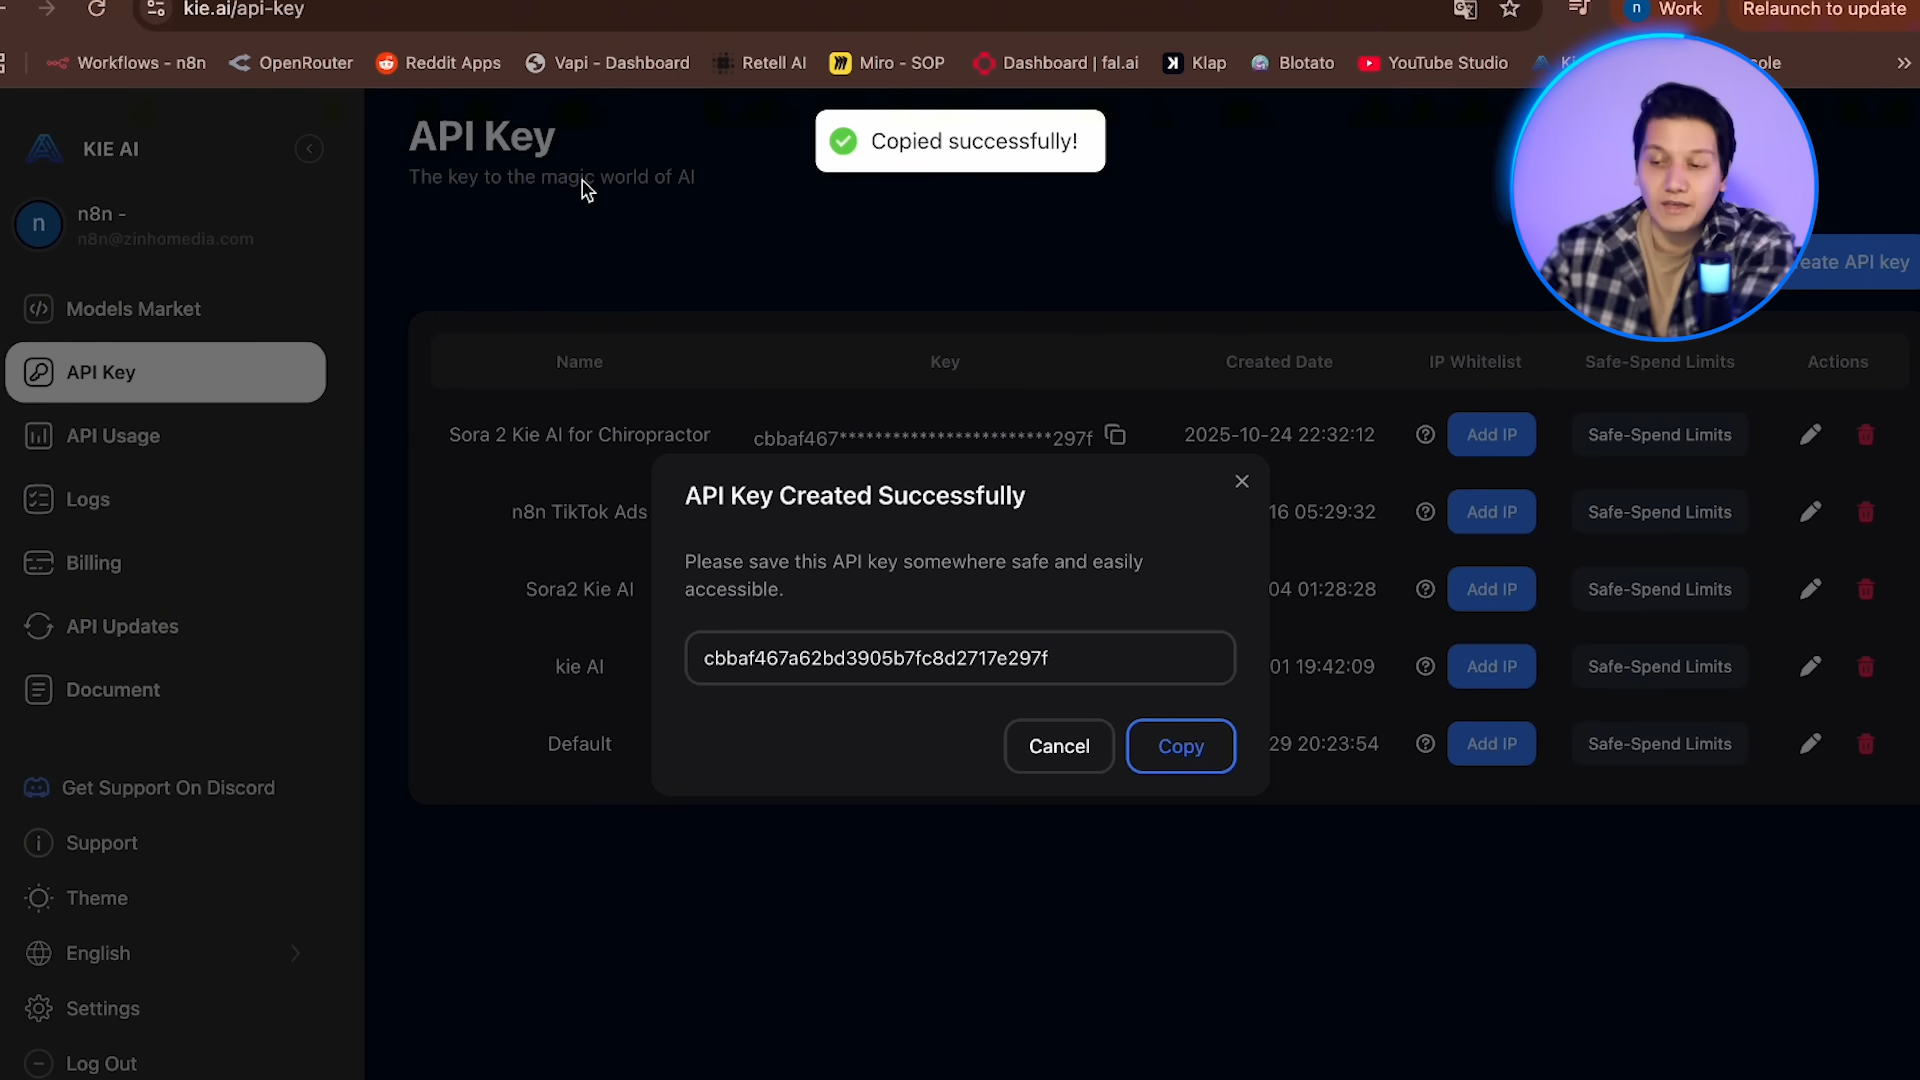 kie.ai/api-key
n
Work
Relaunch to update
Workflows - n8n
OpenRouter
Reddit Apps
Vapi - Dashboard
Retell AI
Miro - SOP
Dashboard | fal.ai
Klap
Blotato
YouTube Studio
KIE AI
n
n8n -
n8n@zinhomedia.com
Models Market
API Key
API Usage
Logs
Billing
API Updates
Document
Get Support On Discord
Support
Theme
English
Settings
Log Out
API Key
The key to the magic world of AI
Copied successfully!
Name
Key
Created Date
IP Whitelist
Safe-Spend Limits
Actions
Sora 2 Kie AI for Chiropractor
cbbaf467************************297f
2025-10-24 22:32:12
Add IP
Safe-Spend Limits
n8n TikTok Ads
16 05:29:32
Add IP
Safe-Spend Limits
Sora2 Kie AI
04 01:28:28
Add IP
Safe-Spend Limits
kie AI
01 19:42:09
Add IP
Safe-Spend Limits
Default
29 20:23:54
Add IP
Safe-Spend Limits
API Key Created Successfully
Please save this API key somewhere safe and easily
accessible.
cbbaf467a62bd3905b7fc8d2717e297f
Cancel
Copy